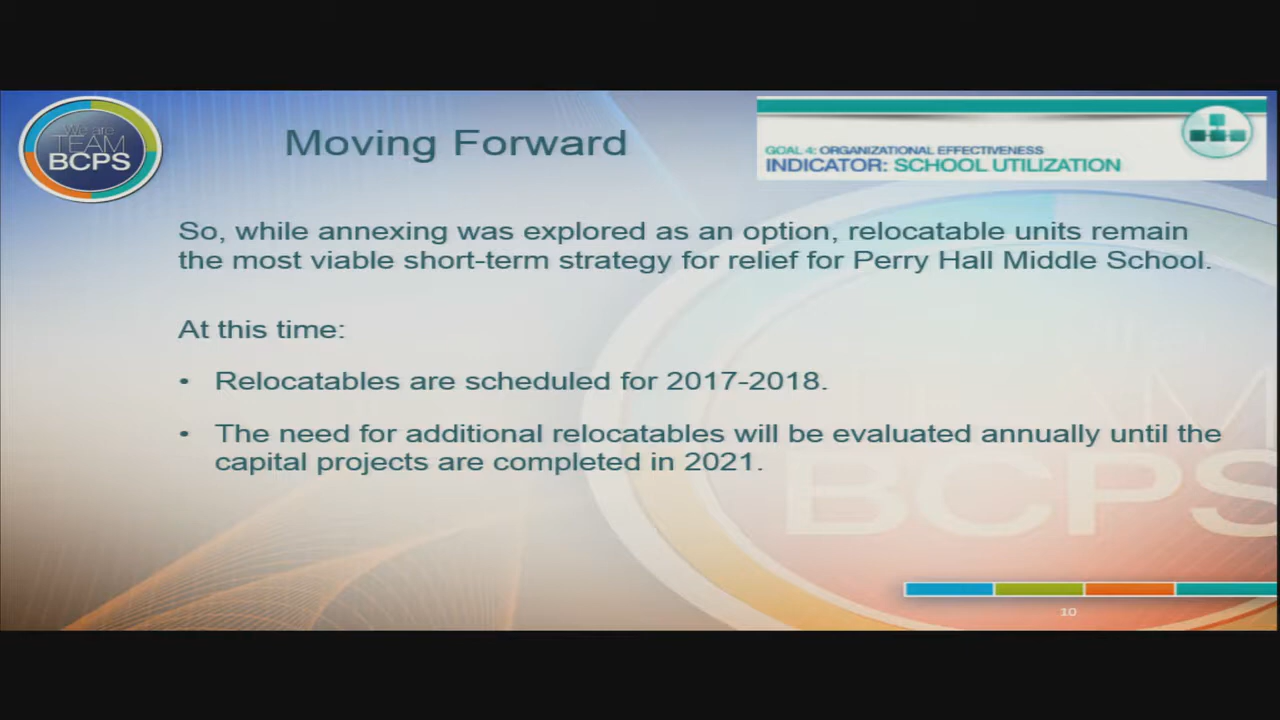 We are
TEAM
BCPS
Moving Forward
GOAL 4: ORGANIZATIONAL EFFECTIVENESS
INDICATOR: SCHOOL UTILIZATION
So, while annexing was explored as an option, relocatable units remain
the most viable short-term strategy for relief for Perry Hall Middle School.
At this time:
• Relocatables are scheduled for 2017-2018.
• The need for additional relocatables will be evaluated annually until the
capital projects are completed in 2021.
TEAM
BCPS
10